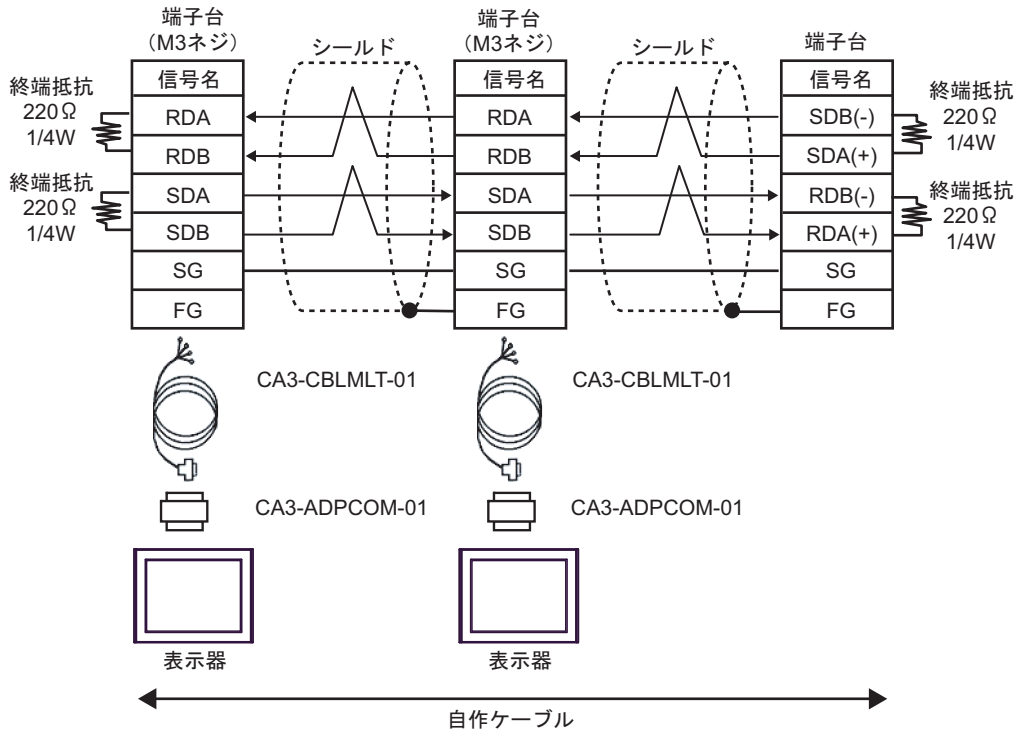 端子台
(M3ネジ)
シールド
端子台
(M3ネジ)
シールド
端子台
終端抵抗
220Ω
1/4W
終端抵抗
220Ω
1/4W
信号名
RDA
RDB
SDA
SDB
SG
FG
信号名
RDA
RDB
SDA
SDB
SG
FG
信号名
SDB(-)
SDA(+)
RDB(-)
RDA(+)
SG
FG
終端抵抗
220Ω
1/4W
終端抵抗
220Ω
1/4W
CA3-CBLMLT-01
CA3-CBLMLT-01
CA3-ADPCOM-01
CA3-ADPCOM-01
表示器
表示器
自作ケーブル